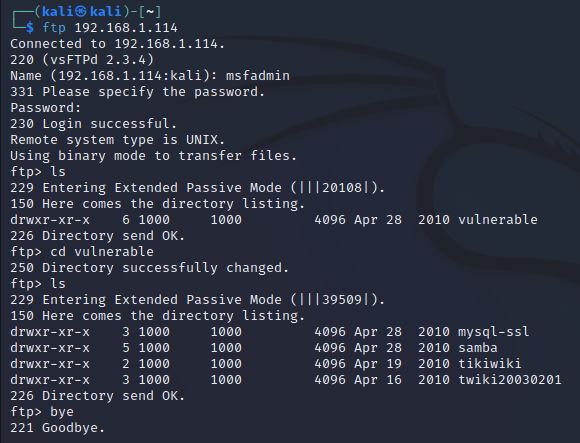 ┌──(kali㉿kali)-[~]
└─$ ftp 192.168.1.114
Connected to 192.168.1.114.
220 (vsFTPd 2.3.4)
Name (192.168.1.114:kali): msfadmin
331 Please specify the password.
Password:
230 Login successful.
Remote system type is UNIX.
Using binary mode to transfer files.
ftp> ls
229 Entering Extended Passive Mode (|||20108|).
150 Here comes the directory listing.
drwxr-xr-x    6 1000     1000         4096 Apr 28  2010 vulnerable
226 Directory send OK.
ftp> cd vulnerable
250 Directory successfully changed.
ftp> ls
229 Entering Extended Passive Mode (|||39509|).
150 Here comes the directory listing.
drwxr-xr-x    3 1000     1000         4096 Apr 28  2010 mysql-ssl
drwxr-xr-x    5 1000     1000         4096 Apr 28  2010 samba
drwxr-xr-x    2 1000     1000         4096 Apr 19  2010 tikiwiki
drwxr-xr-x    3 1000     1000         4096 Apr 16  2010 twiki20030201
226 Directory send OK.
ftp> bye
221 Goodbye.